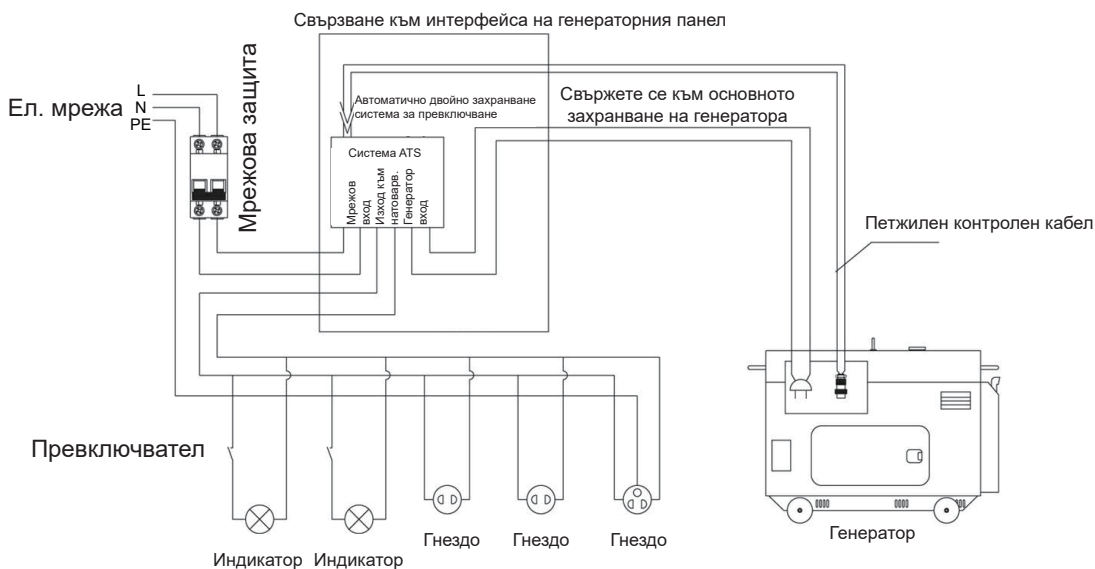 Свързване към интерфейса на генераторния панел
Ел. мрежа
L
N
PE
Мрежова защита
Автоматично двойно захранване
система за превключване
Свържете се към основното
захранване на генератора
Система ATS
Мрежов
вход
Изход към
натоварв.
Генератор
вход
Петжилен контролен кабел
Превключвател
Индикатор
Индикатор
Гнездо
Гнездо
Гнездо
Генератор